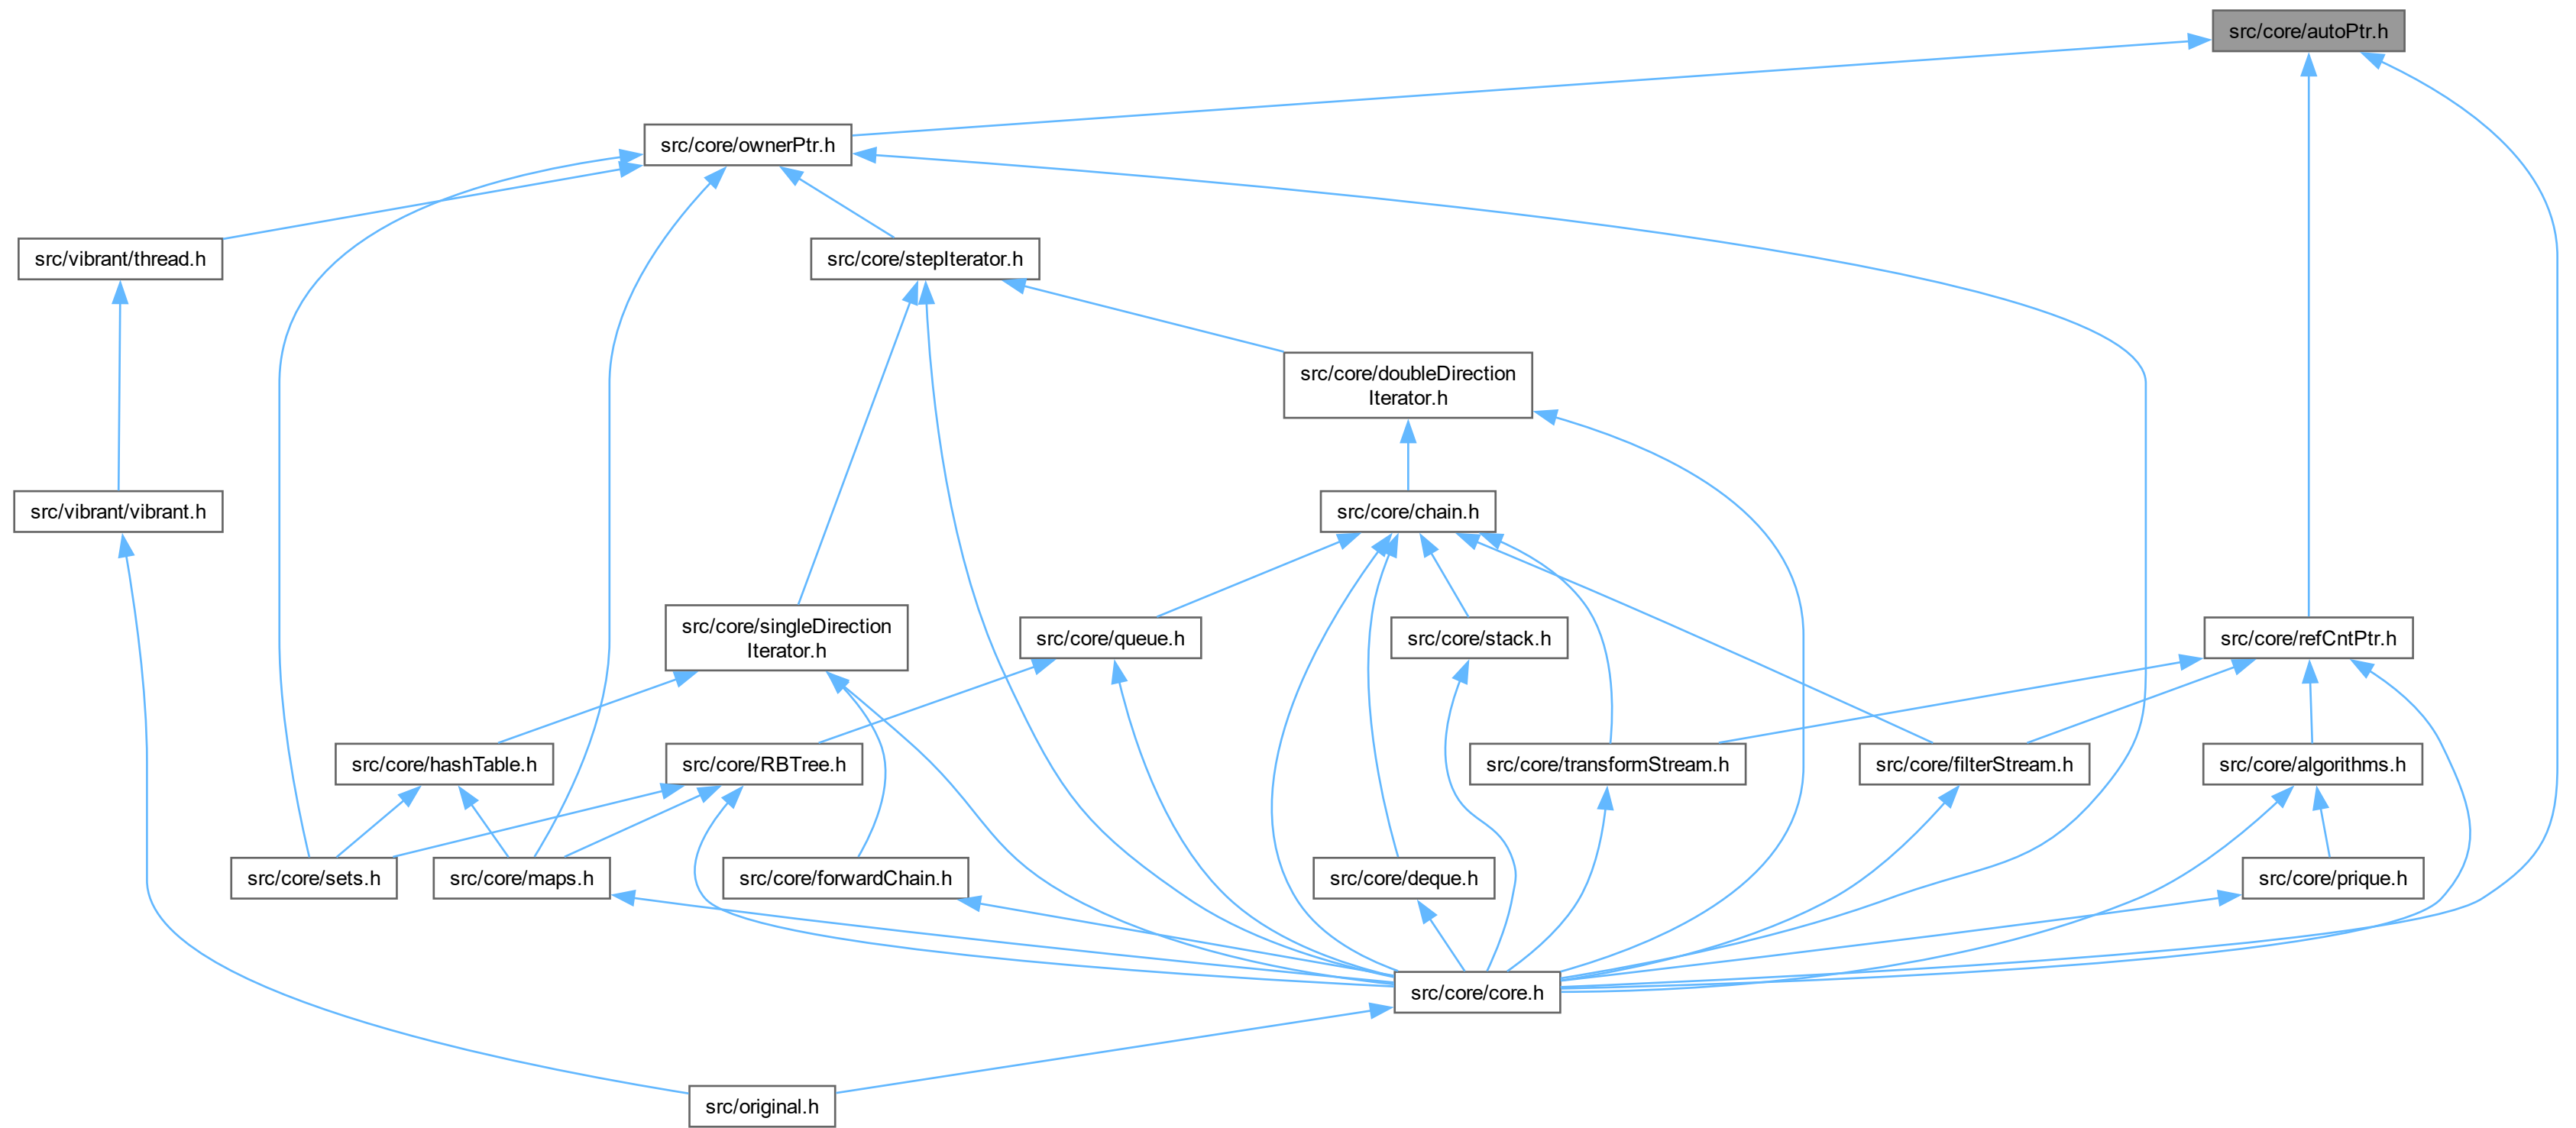 src/core/autoPtr.h
src/core/ownerPtr.h
src/vibrant/thread.h
src/core/stepIterator.h
src/core/doubleDirection
Iterator.h
src/vibrant/vibrant.h
src/core/chain.h
src/core/singleDirection
Iterator.h
src/core/queue.h
src/core/stack.h
src/core/refCntPtr.h
src/core/hashTable.h
src/core/RBTree.h
src/core/transformStream.h
src/core/filterStream.h
src/core/algorithms.h
src/core/sets.h
src/core/maps.h
src/core/forwardChain.h
src/core/deque.h
src/core/prique.h
src/core/core.h
src/original.h